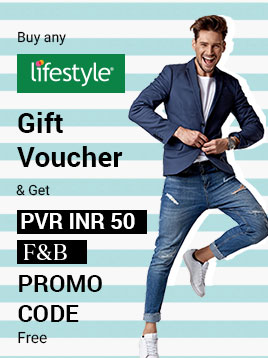 Buy any
lifestyle®
Gift
Voucher
& Get
PVR INR 50
F&B
PROMO
CODE
Free